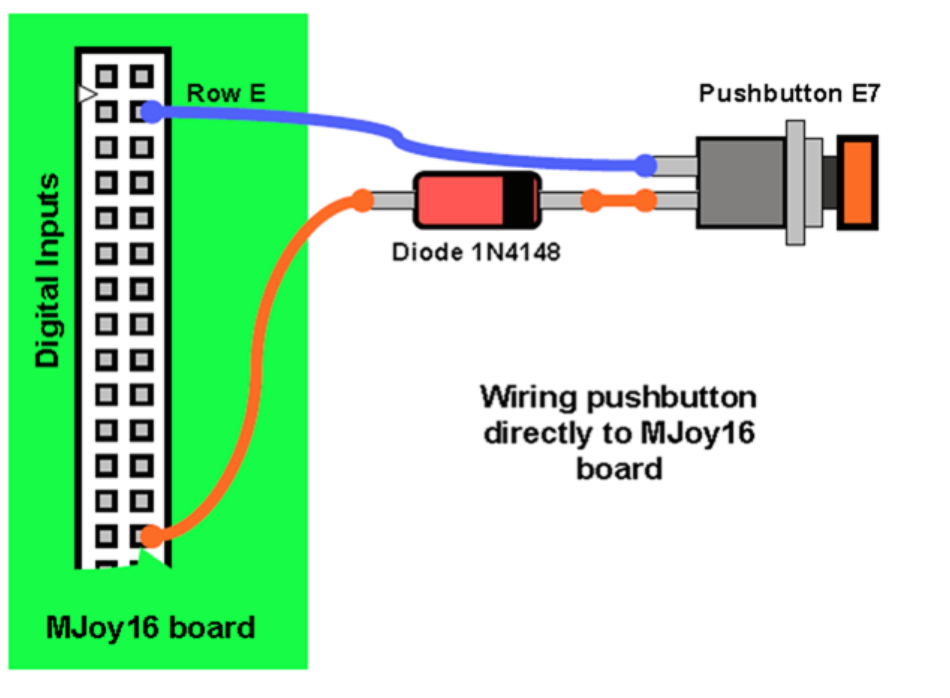 Row E
Pushbutton E7
Digital Inputs
Diode 1N4148
Wiring pushbutton
directly to MJoy16
board
MJoy16 board